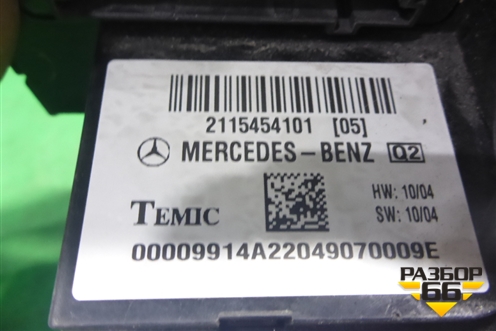 2115454101 [05]
MERCEDES-BENZ Q2
HW: 10/04
TEMIC
SW: 10/04
00009914A22049070009E
РАЗБОР
66